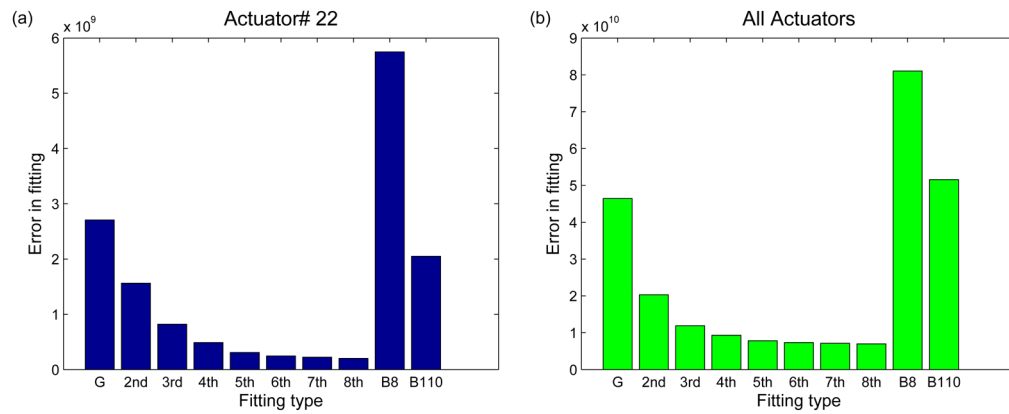 (a)
Actuator# 22
x 10^9
6
5
4
3
2
1
0
Error in fitting
G 2nd 3rd 4th 5th 6th 7th 8th B8 B110
Fitting type
(b)
All Actuators
x 10^10
9
8
7
6
5
4
3
2
1
0
Error in fitting
G 2nd 3rd 4th 5th 6th 7th 8th B8 B110
Fitting type